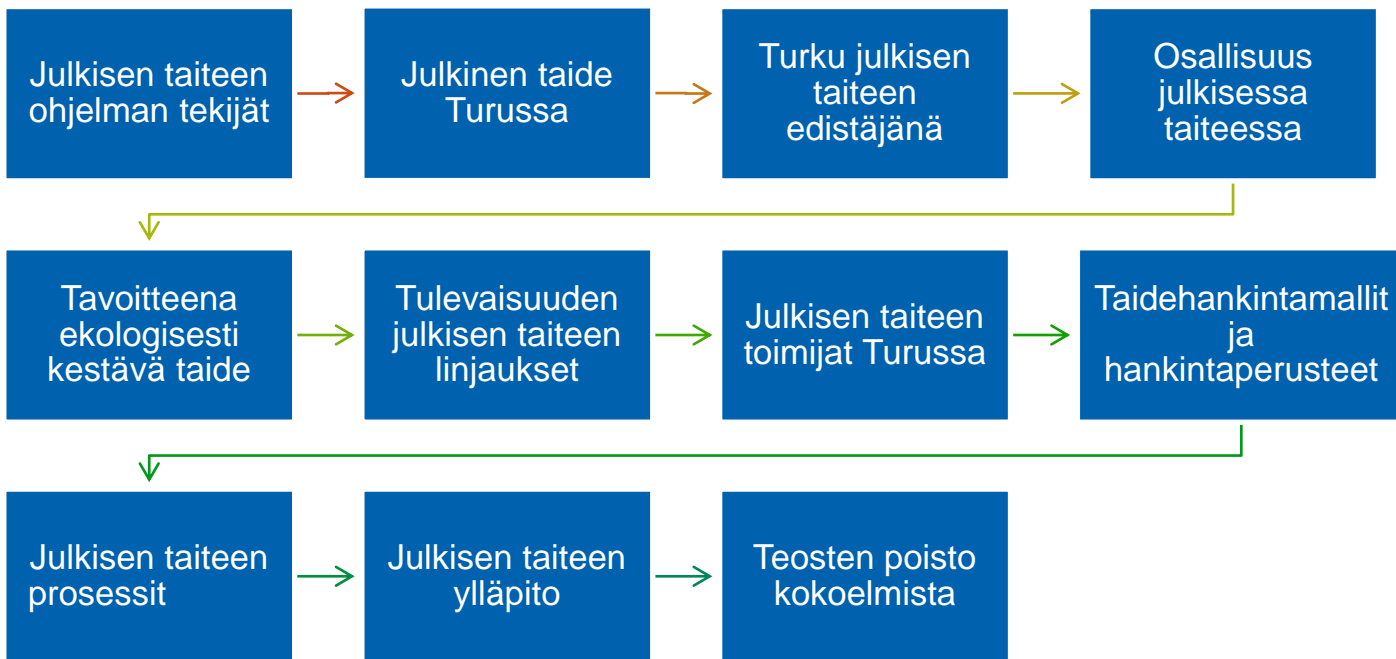 Julkisen taiteen
ohjelman tekijät
Julkinen taide
Turussa
Turku julkisen
taiteen
edistäjänä
Osallisuus
julkisessa
taiteessa
Tavoitteena
ekologisesti
kestävä taide
Tulevaisuuden
julkisen taiteen
linjaukset
Julkisen taiteen
toimijat Turussa
Taidehankintamallit
ja
hankintaperusteet
Julkisen taiteen
prosessit
Julkisen taiteen
ylläpito
Teosten poisto
kokoelmista